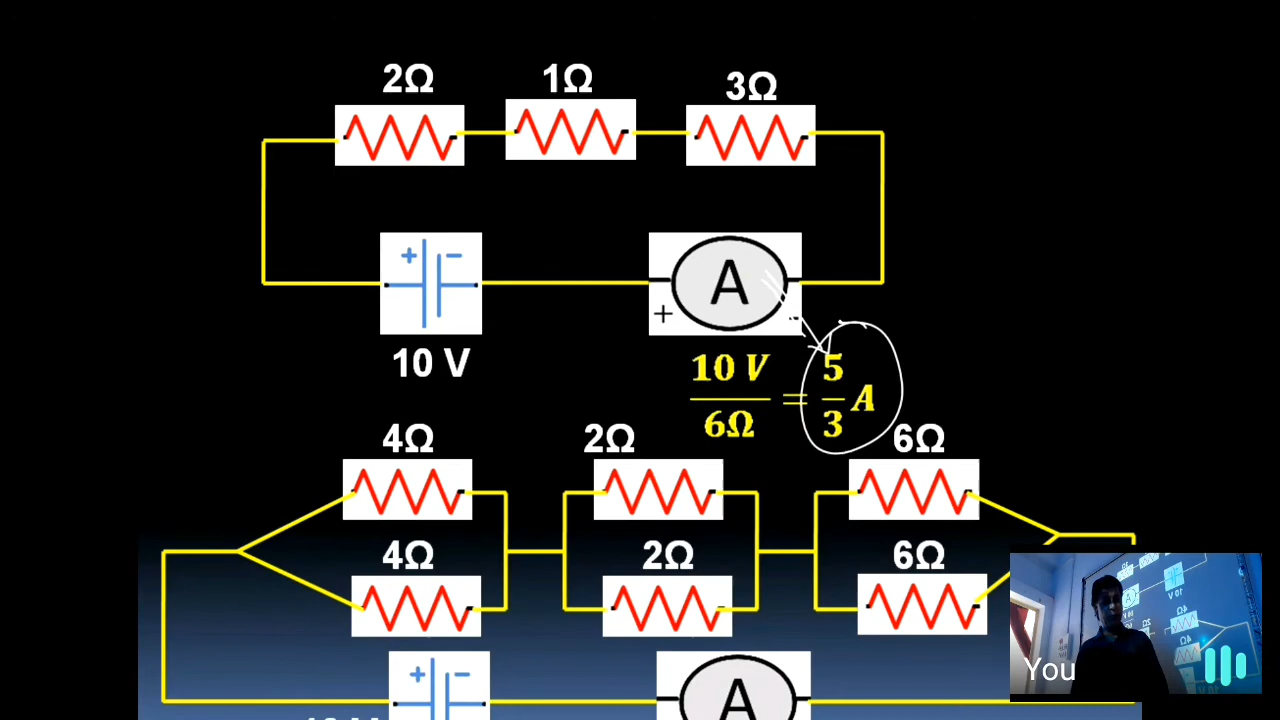 2Ω 1Ω 3Ω
+ − A
+ -
10 V
10 V / 6Ω = 5/3 A
4Ω 2Ω 6Ω
4Ω 2Ω 6Ω
You
+ − A